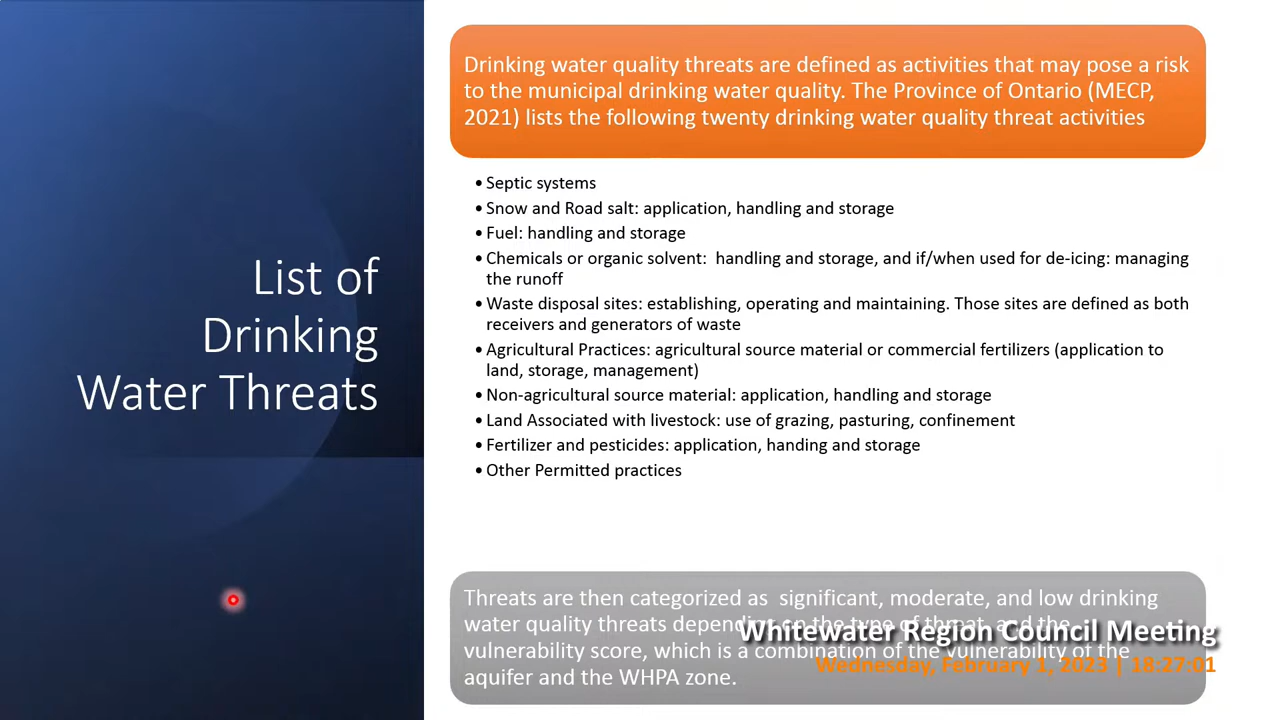 List of
Drinking
Water Threats
Drinking water quality threats are defined as activities that may pose a risk
to the municipal drinking water quality. The Province of Ontario (MECP,
2021) lists the following twenty drinking water quality threat activities
• Septic systems
• Snow and Road salt: application, handling and storage
• Fuel: handling and storage
• Chemicals or organic solvent:  handling and storage, and if/when used for de-icing: managing
the runoff
• Waste disposal sites: establishing, operating and maintaining. Those sites are defined as both
receivers and generators of waste
• Agricultural Practices: agricultural source material or commercial fertilizers (application to
land, storage, management)
• Non-agricultural source material: application, handling and storage
• Land Associated with livestock: use of grazing, pasturing, confinement
• Fertilizer and pesticides: application, handing and storage
• Other Permitted practices
Threats are then categorized as  significant, moderate, and low drinking
water quality threats depending on the type of threat, and the
vulnerability score, which is a combination of the vulnerability of the
aquifer and the WHPA zone.
Whitewater Region Council Meeting
Wednesday, February 1, 2023 | 18:27:01